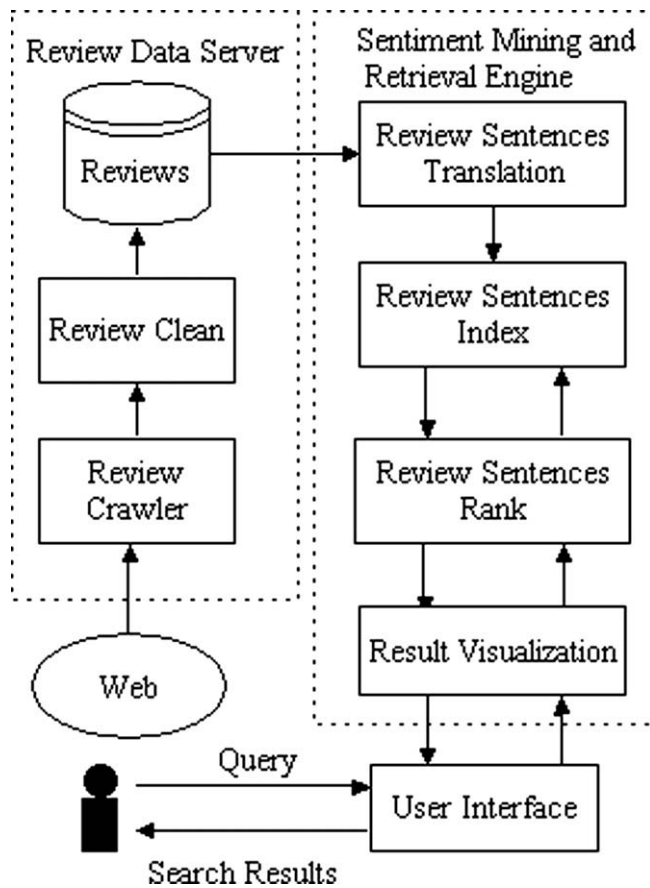 Review Data Server
Reviews
Review Clean
Review
Crawler
Web
Sentiment Mining and
Retrieval Engine
Review Sentences
Translation
Review Sentences
Index
Review Sentences
Rank
Result Visualization
Query
User Interface
Search Results